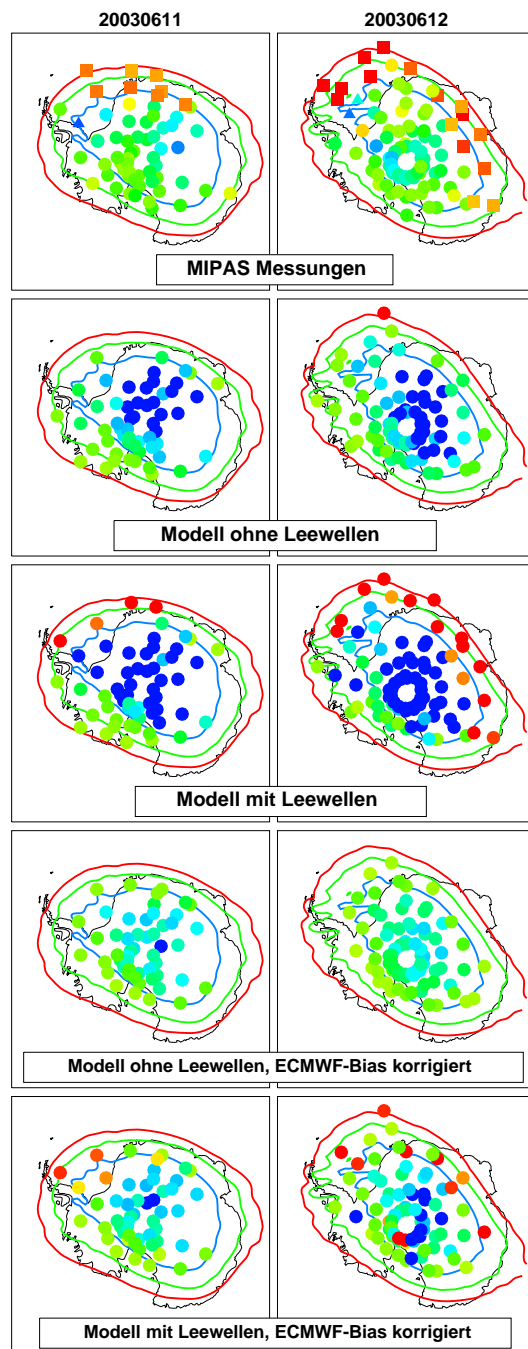 20030611 20030612
MIPAS Messungen
Modell ohne Leewellen
Modell mit Leewellen
Modell ohne Leewellen, ECMWF-Bias korrigiert
Modell mit Leewellen, ECMWF-Bias korrigiert